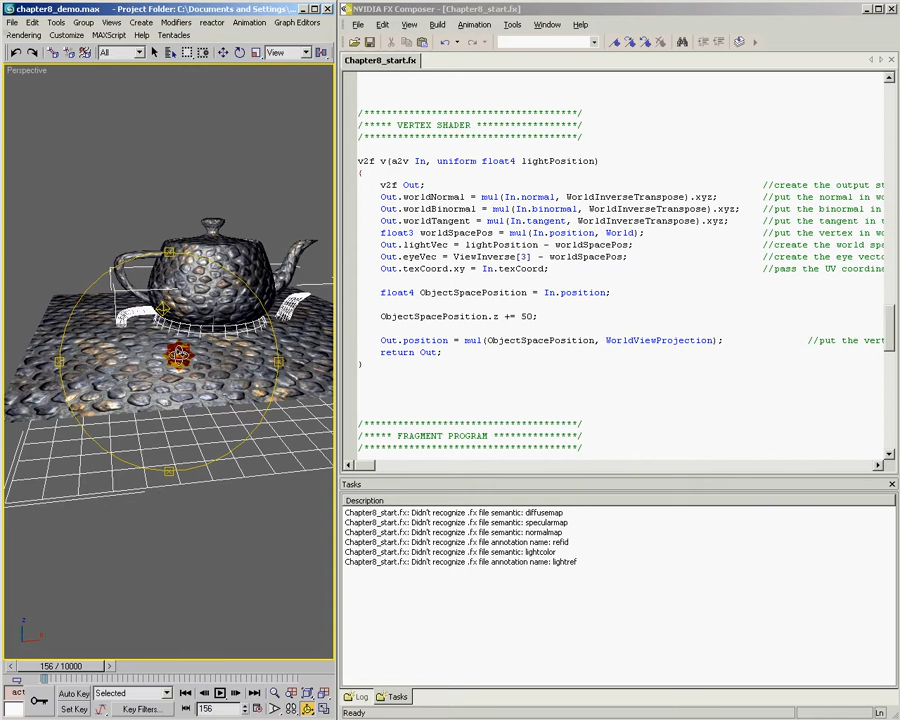 chapter8_demo.max - Project Folder: C:\Documents and Settings\...
File Edit Tools Group Views Create Modifiers reactor Animation Graph Editors
Rendering Customize MAXScript Help Tentacles
All
View
Perspective
z
x
156 / 10000
Auto Key
Selected
Set Key
Key Filters...
156
NVIDIA FX Composer - [Chapter8_start.fx]
File Edit View Build Animation Tools Window Help
Chapter8_start.fx
/**************************************/
/***** VERTEX SHADER ******************/
/**************************************/
v2f v(a2v In, uniform float4 lightPosition)
{
v2f Out; //create the output st
Out.worldNormal = mul(In.normal, WorldInverseTranspose).xyz; //put the normal in wo
Out.worldBinormal = mul(In.binormal, WorldInverseTranspose).xyz; //put the binormal in
Out.worldTangent = mul(In.tangent, WorldInverseTranspose).xyz; //put the tangent in w
float3 worldSpacePos = mul(In.position, World); //put the vertex in wo
Out.lightVec = lightPosition - worldSpacePos; //create the world spa
Out.eyeVec = ViewInverse[3] - worldSpacePos; //create the eye vecto
Out.texCoord.xy = In.texCoord; //pass the UV coordina
float4 ObjectSpacePosition = In.position;
ObjectSpacePosition.z += 50;
Out.position = mul(ObjectSpacePosition, WorldViewProjection); //put the vert
return Out;
}
/**************************************/
/***** FRAGMENT PROGRAM ***************/
/**************************************/
Tasks
Description
Chapter8_start.fx: Didn't recognize .fx file semantic: diffusemap
Chapter8_start.fx: Didn't recognize .fx file semantic: specularmap
Chapter8_start.fx: Didn't recognize .fx file semantic: normalmap
Chapter8_start.fx: Didn't recognize .fx file annotation name: refid
Chapter8_start.fx: Didn't recognize .fx file semantic: lightcolor
Chapter8_start.fx: Didn't recognize .fx file annotation name: lightref
Log Tasks
Ready
Ln